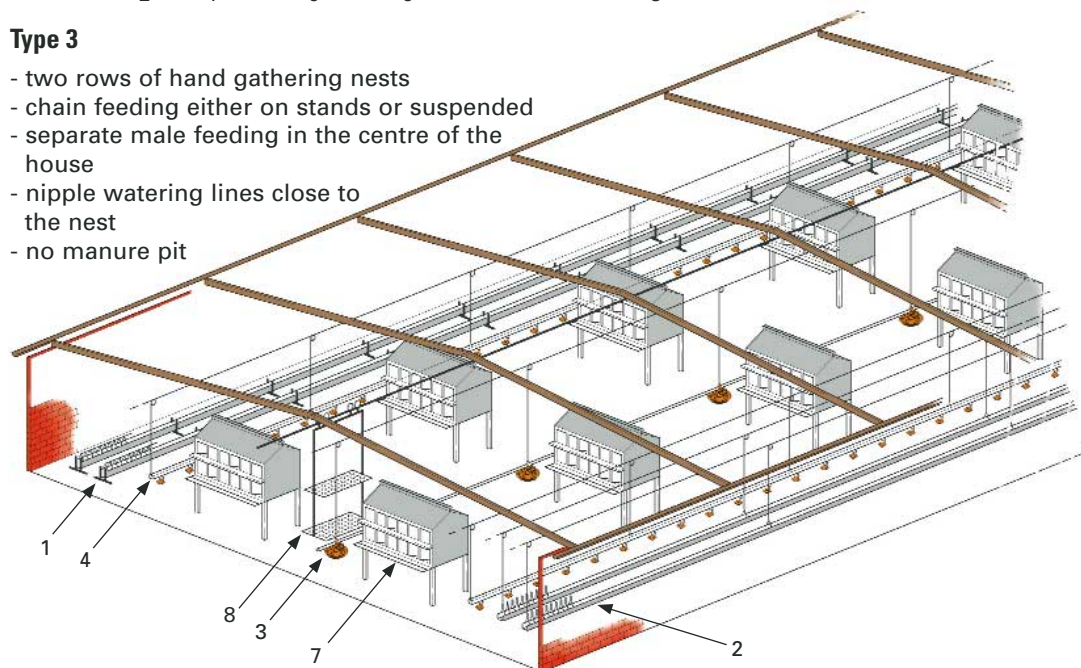 Type 3
- two rows of hand gathering nests
- chain feeding either on stands or suspended
- separate male feeding in the centre of the
house
- nipple watering lines close to
the nest
- no manure pit
1
4
8
3
7
2